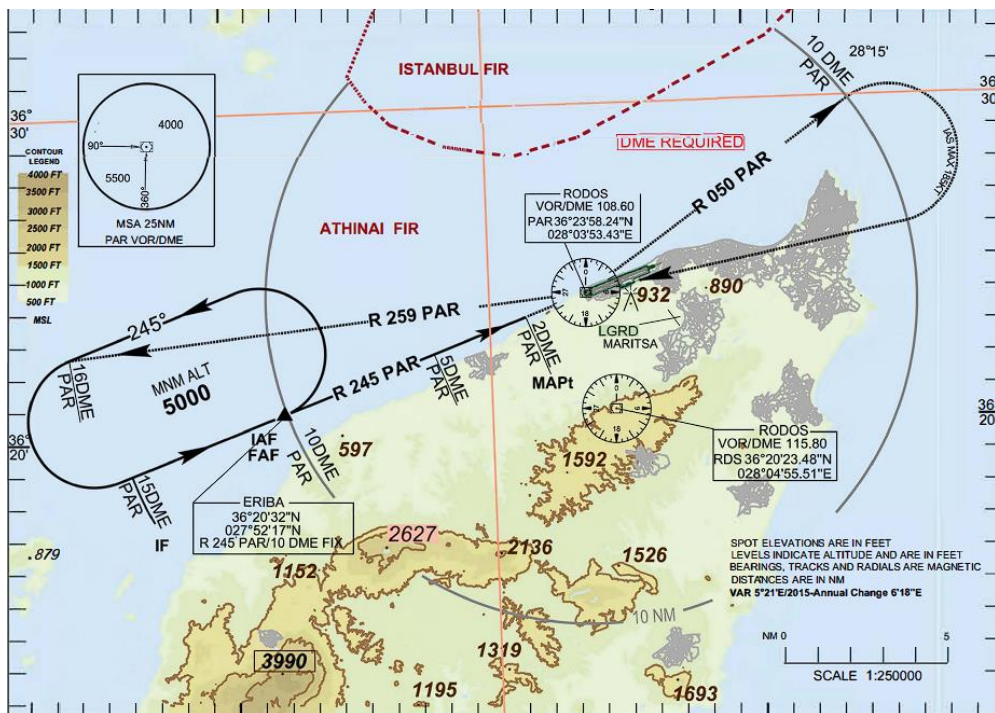 ISTANBUL FIR
10 DME
PAR
28°15'
36°
30'
36
30
CONTOUR
LEGEND
4000 FT
3500 FT
3000 FT
2500 FT
2000 FT
1500 FT
1000 FT
500 FT
MSL
4000
90°
5500
360°
MSA 25NM
PAR VOR/DME
DME REQUIRED
IAS MAX 185KT
RODOS
VOR/DME 108.60
PAR 36°23'58.24"N
028°03'53.43"E
R 050 PAR
ATHINAI FIR
932
890
LGRD
MARITSA
245°
R 259 PAR
16DME
PAR
MNM ALT
5000
R 245 PAR
5DME
PAR
2DME
PAR
MAPt
IAF
FAF
10DME
PAR
597
36°
20'
36
20
1592
RODOS
VOR/DME 115.80
RDS 36°20'23.48"N
028°04'55.51"E
15DME
PAR
IF
ERIBA
36°20'32"N
027°52'17"N
R 245 PAR/10 DME FIX
.879
2627
2136
1526
1152
SPOT ELEVATIONS ARE IN FEET
LEVELS INDICATE ALTITUDE AND ARE IN FEET
BEARINGS, TRACKS AND RADIALS ARE MAGNETIC
DISTANCES ARE IN NM
VAR 5°21'E/2015-Annual Change 6'18"E
10 NM
3990
1319
1195
1693
NM 0
5
SCALE 1:250000